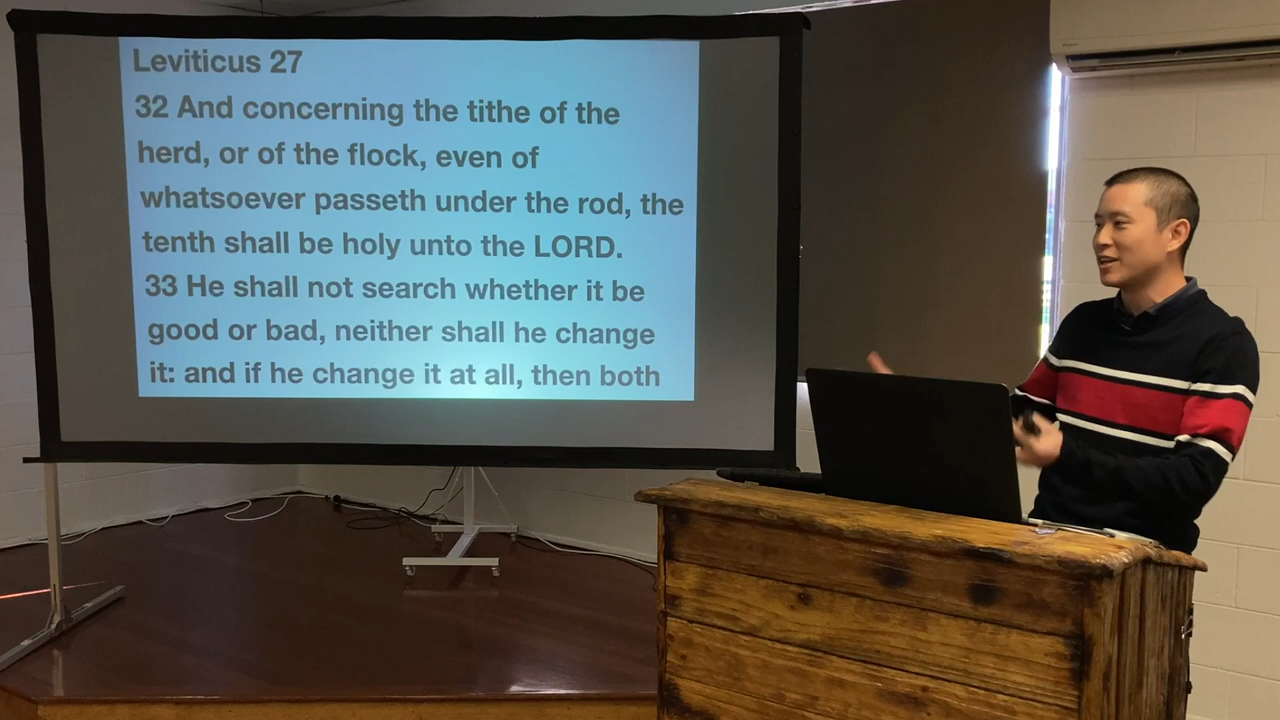 Leviticus 27
32 And concerning the tithe of the
herd, or of the flock, even of
whatsoever passeth under the rod, the
tenth shall be holy unto the LORD.
33 He shall not search whether it be
good or bad, neither shall he change
it: and if he change it at all, then both